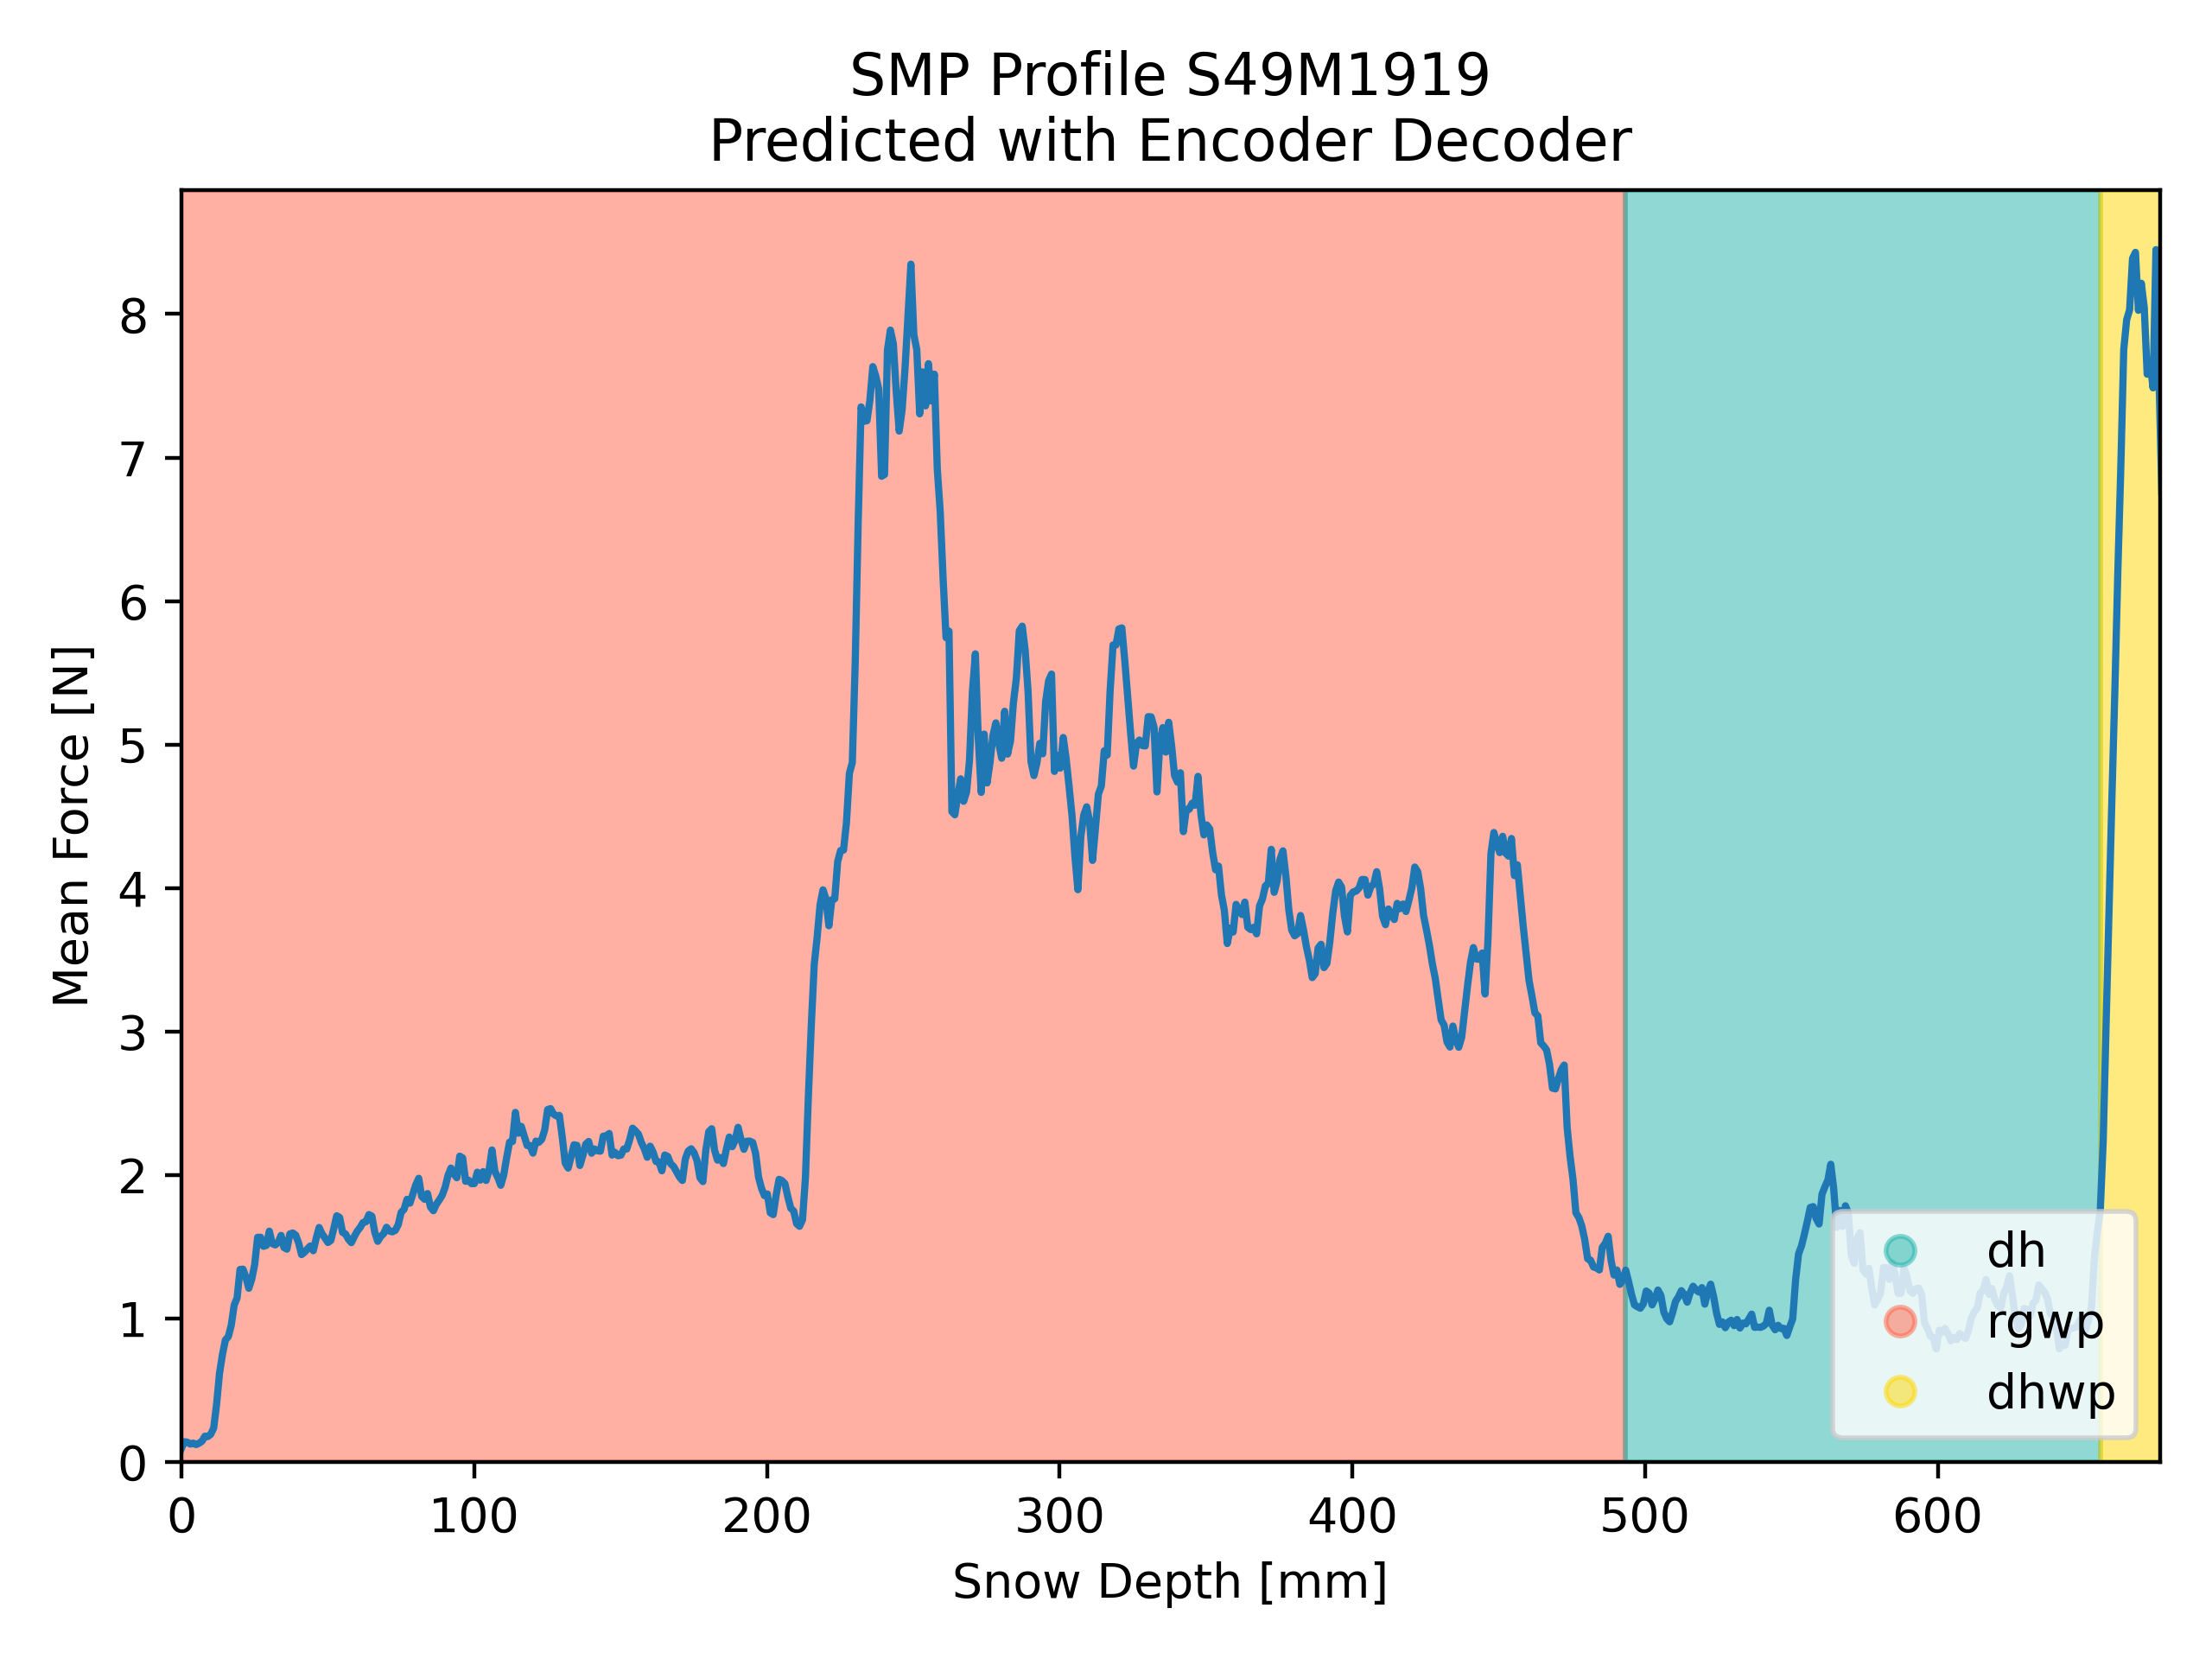 SMP Profile S49M1919
Predicted with Encoder Decoder
Mean Force [N]
8
7
6
5
4
3
2
1
0
dh
rgwp
dhwp
0 100 200 300 400 500 600
Snow Depth [mm]